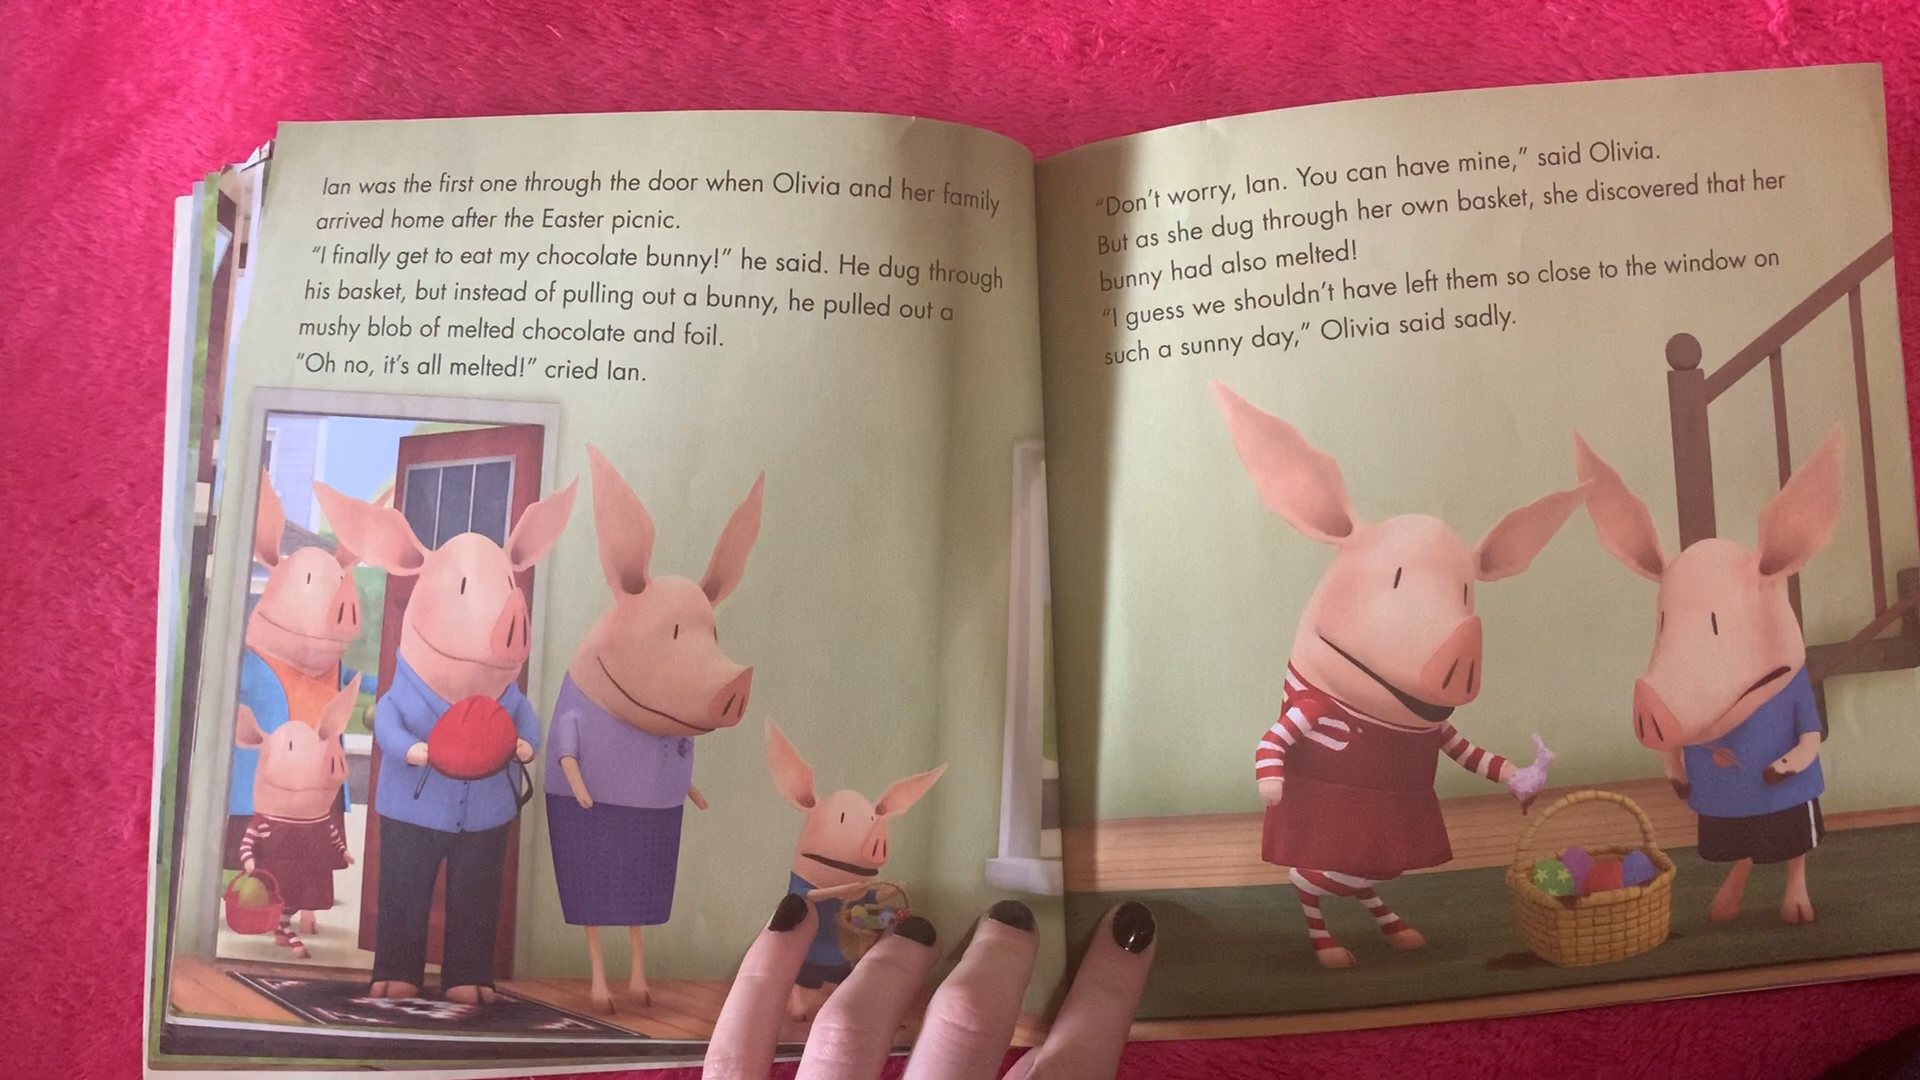 Ian was the first one through the door when Olivia and her family
arrived home after the Easter picnic.
“I finally get to eat my chocolate bunny!” he said. He dug through
his basket, but instead of pulling out a bunny, he pulled out a
mushy blob of melted chocolate and foil.
“Oh no, it’s all melted!” cried Ian.
“Don’t worry, Ian. You can have mine,” said Olivia.
But as she dug through her own basket, she discovered that her
bunny had also melted!
“I guess we shouldn’t have left them so close to the window on
such a sunny day,” Olivia said sadly.